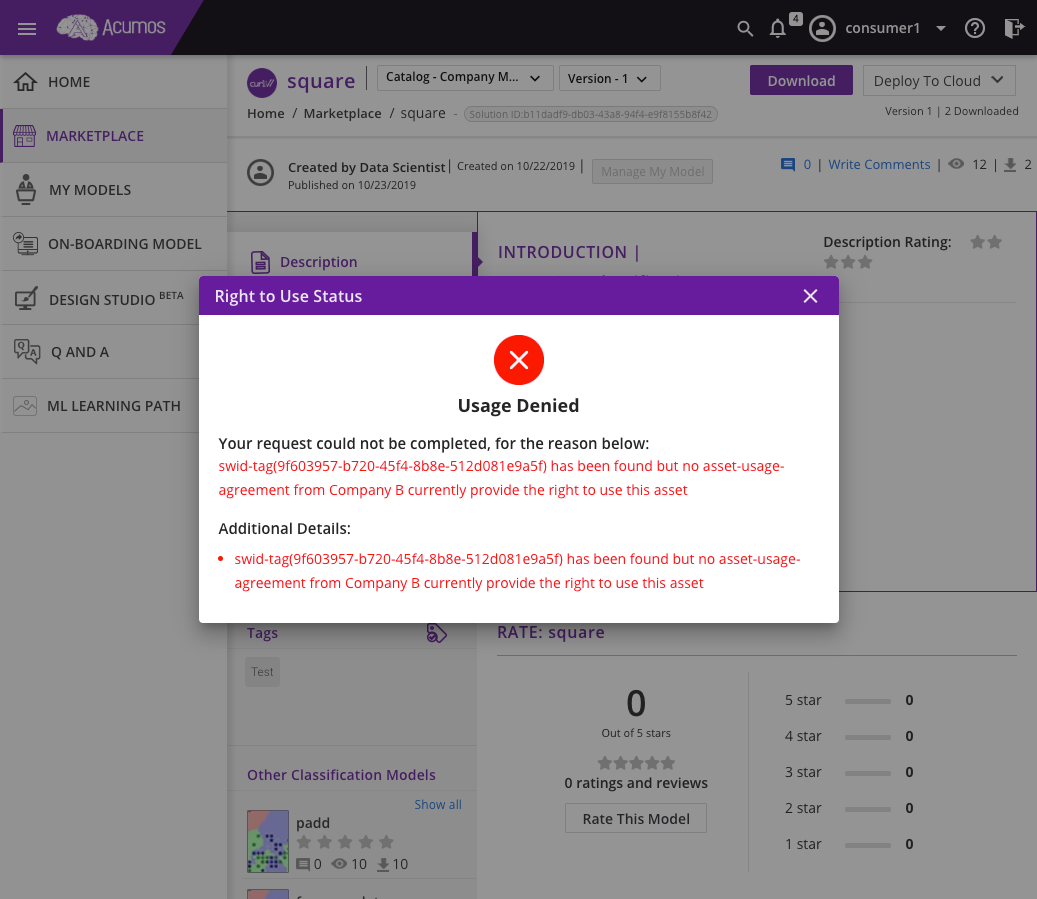 Acumos
4
consumer1
HOME
MARKETPLACE
MY MODELS
ON-BOARDING MODEL
DESIGN STUDIO BETA
Q AND A
ML LEARNING PATH
square
Catalog - Company M...
Version - 1
Download
Deploy To Cloud
Home / Marketplace / square - Solution ID:b11dadf9-db03-43a8-94f4-e9f8155b8f42
Version 1 | 2 Downloaded
Created by Data Scientist | Created on 10/22/2019 |
Published on 10/23/2019
Manage My Model
0 | Write Comments | 12 | 2
Description
INTRODUCTION |
Description Rating:
Right to Use Status
Usage Denied
Your request could not be completed, for the reason below:
swid-tag(9f603957-b720-45f4-8b8e-512d081e9a5f) has been found but no asset-usage-
agreement from Company B currently provide the right to use this asset
Additional Details:
• swid-tag(9f603957-b720-45f4-8b8e-512d081e9a5f) has been found but no asset-usage-
agreement from Company B currently provide the right to use this asset
Tags
Test
Other Classification Models
Show all
padd
0 10 10
RATE: square
0
Out of 5 stars
0 ratings and reviews
Rate This Model
5 star 0
4 star 0
3 star 0
2 star 0
1 star 0